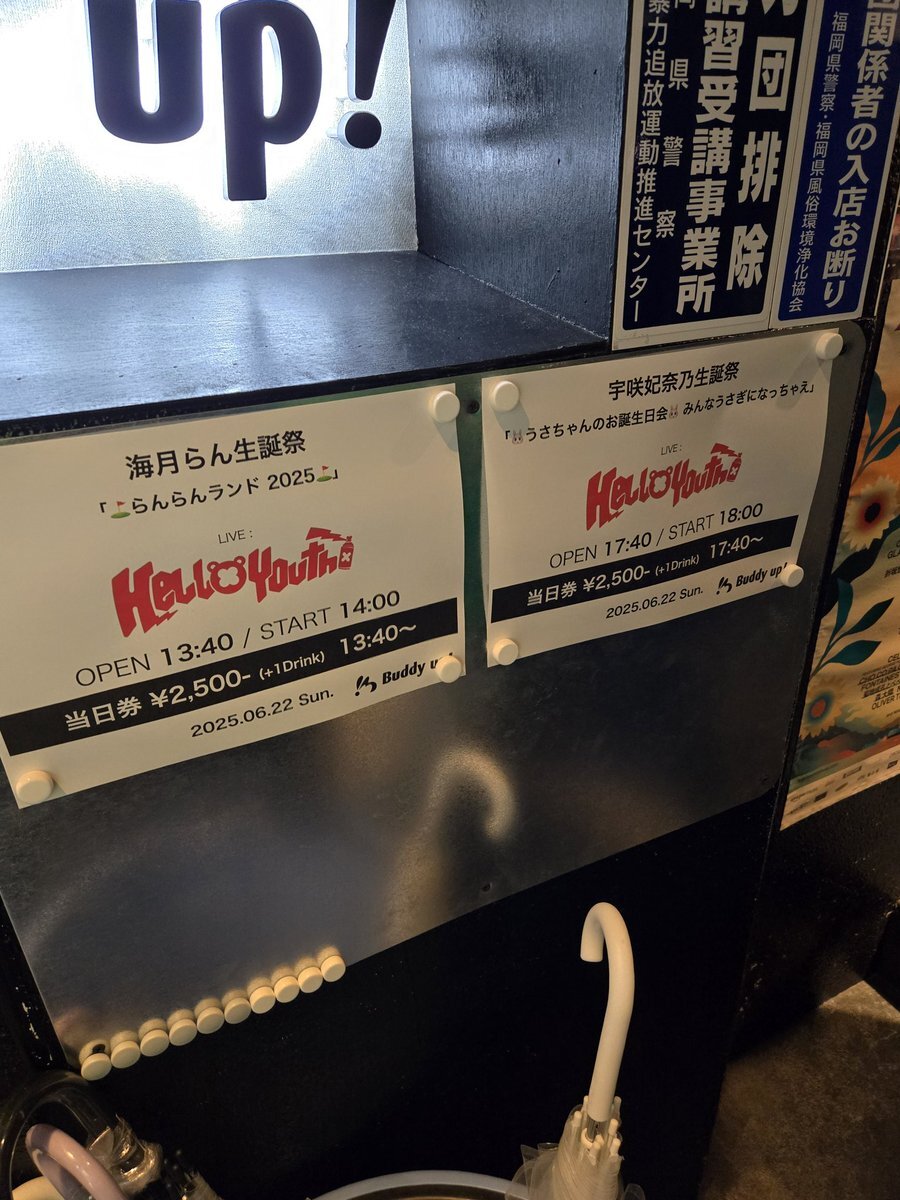 up!
団排除
講習受講事業所
県警察
暴力追放運動推進センター
関係者の入店お断り
福岡県警察・福岡県風俗環境浄化協会
海月らん生誕祭
「⛳らんらんランド 2025⛳」
LIVE :
HELLO YOUTH
OPEN 13:40 / START 14:00
当日券 ¥2,500- (+1Drink) 13:40〜
2025.06.22 Sun.
Buddy up!
宇咲妃奈乃生誕祭
「🐰うさちゃんのお誕生日会🐰 みんなうさぎになっちゃえ」
LIVE :
HELLO YOUTH
OPEN 17:40 / START 18:00
当日券 ¥2,500- (+1Drink) 17:40〜
2025.06.22 Sun.
Buddy up!
OLIVER